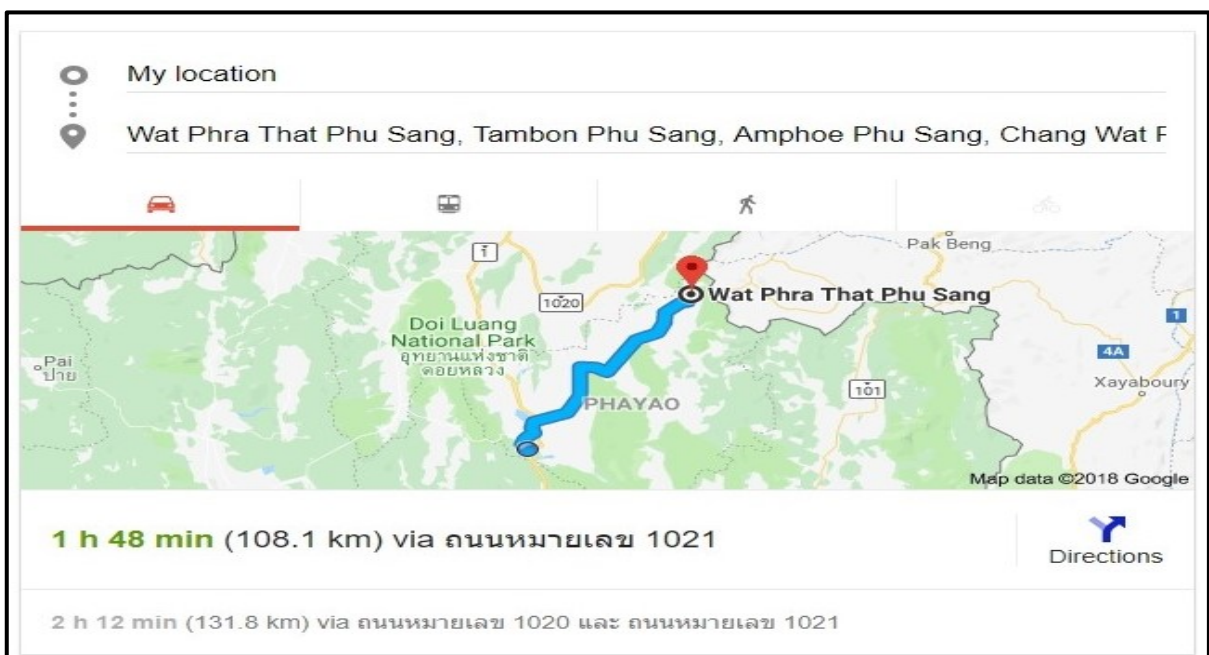 My location
Wat Phra That Phu Sang, Tambon Phu Sang, Amphoe Phu Sang, Chang Wat
1
Pak Beng
1020
Wat Phra That Phu Sang
Doi Luang
National Park
อุทยานแห่งชาติ
ดอยหลวง
1
4A
Pai
ปาย
101
Xayaboury
PHAYAO
Map data ©2018 Google
1 h 48 min (108.1 km) via ถนนหมายเลข 1021
Directions
2 h 12 min (131.8 km) via ถนนหมายเลข 1020 และ ถนนหมายเลข 1021